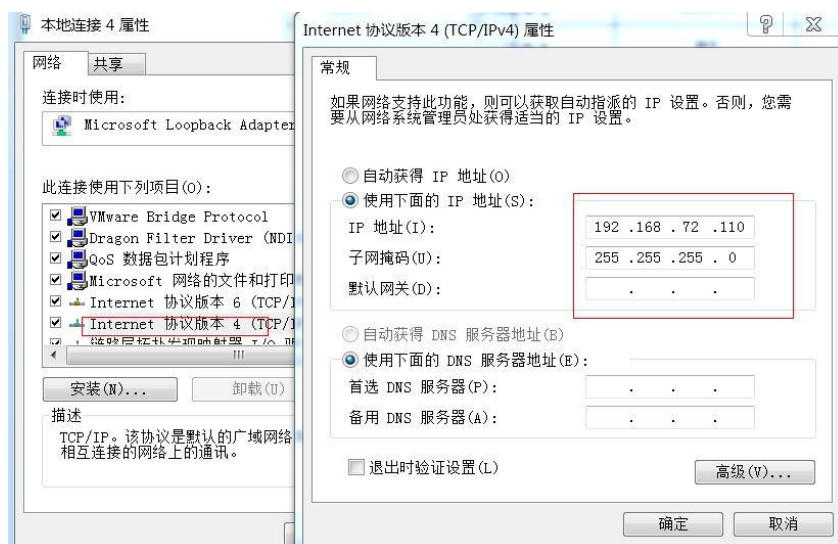 本地连接 4 属性
网络
共享
连接时使用:
Microsoft Loopback Adapter
此连接使用下列项目(O):
VMware Bridge Protocol
Dragon Filter Driver (NDI
QoS 数据包计划程序
Microsoft 网络的文件和打印
Internet 协议版本 6 (TCP/I
Internet 协议版本 4 (TCP/I
链路层拓扑发现映射器 I/O 驱
安装(N)...
卸载(U)
描述
TCP/IP。该协议是默认的广域网络
相互连接的网络上的通讯。
Internet 协议版本 4 (TCP/IPv4) 属性
常规
如果网络支持此功能，则可以获取自动指派的 IP 设置。否则，您需
要从网络系统管理员处获得适当的 IP 设置。
自动获得 IP 地址(O)
使用下面的 IP 地址(S):
IP 地址(I): 192 .168 . 72 .110
子网掩码(U): 255 .255 .255 . 0
默认网关(D): . . .
自动获得 DNS 服务器地址(B)
使用下面的 DNS 服务器地址(E):
首选 DNS 服务器(P): . . .
备用 DNS 服务器(A): . . .
退出时验证设置(L)
高级(V)...
确定
取消